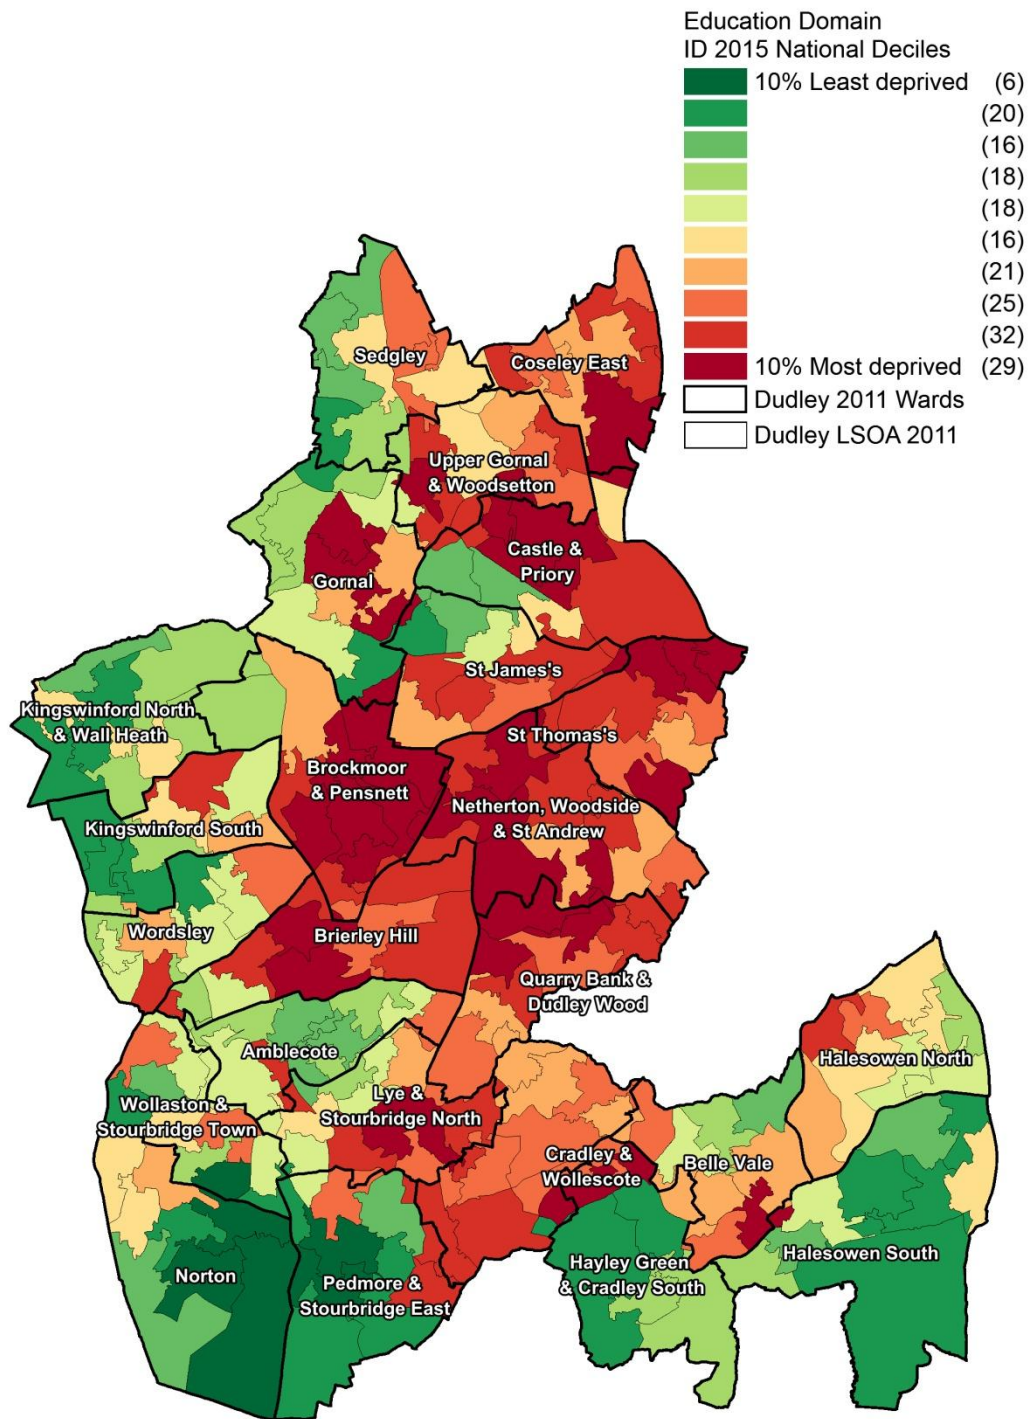 Education Domain
ID 2015 National Deciles
10% Least deprived (6)
(20)
(16)
(18)
(18)
(16)
(21)
(25)
(32)
10% Most deprived (29)
Dudley 2011 Wards
Dudley LSOA 2011
Sedgley
Coseley East
Upper Gornal
& Woodsetton
Castle &
Priory
Gornal
St James's
Kingswinford North
& Wall Heath
St Thomas's
Brockmoor
& Pensnett
Netherton, Woodside
& St Andrew
Kingswinford South
Wordsley
Brierley Hill
Quarry Bank &
Dudley Wood
Amblecote
Halesowen North
Wollaston &
Stourbridge Town
Lye &
Stourbridge North
Cradley &
Wollescote
Belle Vale
Norton
Pedmore &
Stourbridge East
Hayley Green
& Cradley South
Halesowen South